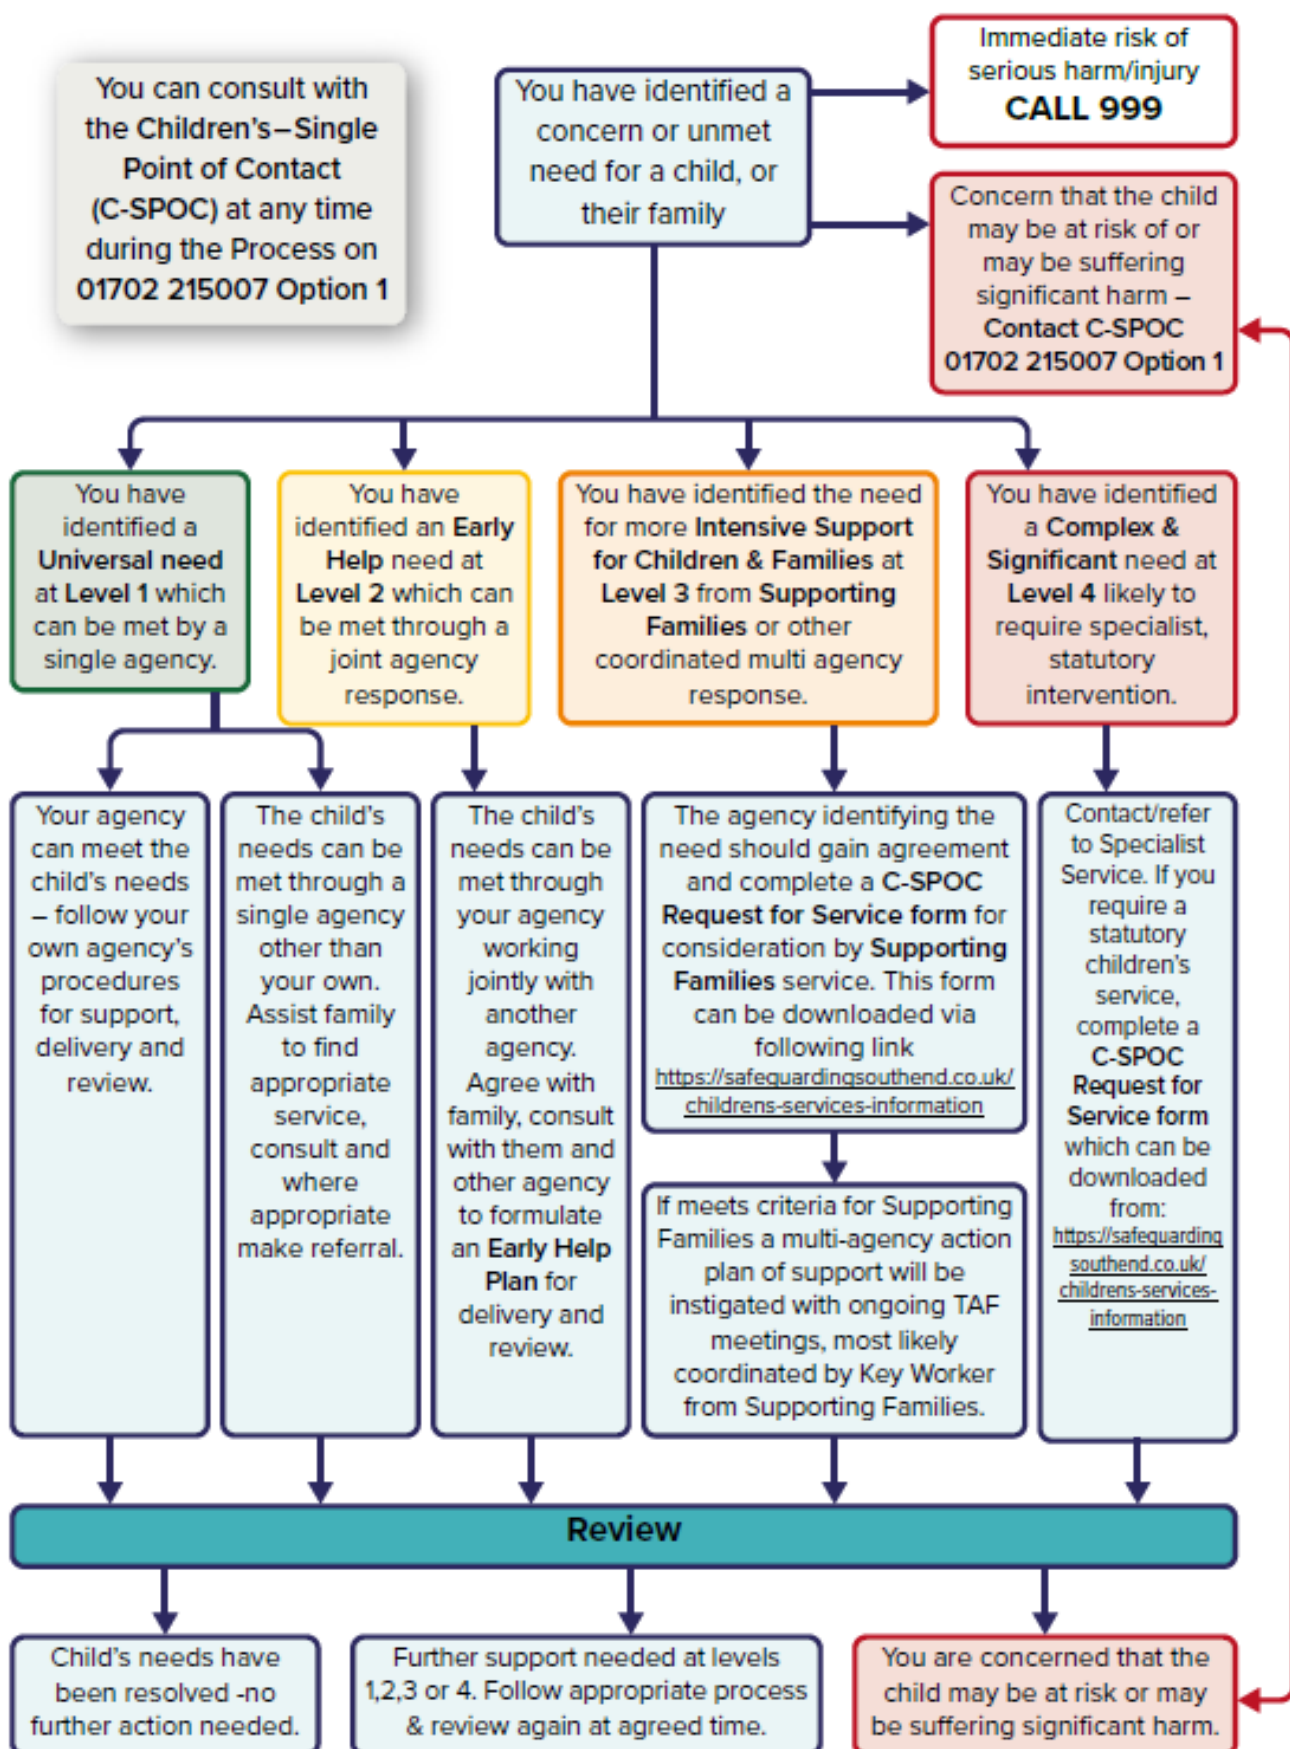 You can consult with
the Children's–Single
Point of Contact
(C-SPOC) at any time
during the Process on
01702 215007 Option 1
You have identified a
concern or unmet
need for a child, or
their family
Immediate risk of
serious harm/injury
CALL 999
Concern that the child
may be at risk of or
may be suffering
significant harm –
Contact C-SPOC
01702 215007 Option 1
You have
identified a
Universal need
at Level 1 which
can be met by a
single agency.
You have
identified an Early
Help need at
Level 2 which can
be met through a
joint agency
response.
You have identified the need
for more Intensive Support
for Children & Families at
Level 3 from Supporting
Families or other
coordinated multi agency
response.
You have identified
a Complex &
Significant need at
Level 4 likely to
require specialist,
statutory
intervention.
Your agency
can meet the
child's needs
– follow your
own agency's
procedures
for support,
delivery and
review.
The child's
needs can be
met through a
single agency
other than
your own.
Assist family
to find
appropriate
service,
consult and
where
appropriate
make referral.
The child's
needs can be
met through
your agency
working
jointly with
another
agency.
Agree with
family, consult
with them and
other agency
to formulate
an Early Help
Plan for
delivery and
review.
The agency identifying the
need should gain agreement
and complete a C-SPOC
Request for Service form for
consideration by Supporting
Families service. This form
can be downloaded via
following link
https://safeguardingsouthend.co.uk/
childrens-services-information
If meets criteria for Supporting
Families a multi-agency action
plan of support will be
instigated with ongoing TAF
meetings, most likely
coordinated by Key Worker
from Supporting Families.
Contact/refer
to Specialist
Service. If you
require a
statutory
children's
service,
complete a
C-SPOC
Request for
Service form
which can be
downloaded
from:
https://safeguarding
southend.co.uk/
childrens-services-
information
Review
Child's needs have
been resolved -no
further action needed.
Further support needed at levels
1,2,3 or 4. Follow appropriate process
& review again at agreed time.
You are concerned that the
child may be at risk or may
be suffering significant harm.